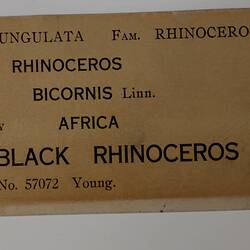 UNGULATA Fam. RHINOCERO
RHINOCEROS
BICORNIS Linn.
AFRICA
BLACK RHINOCEROS
No. 57072 Young.